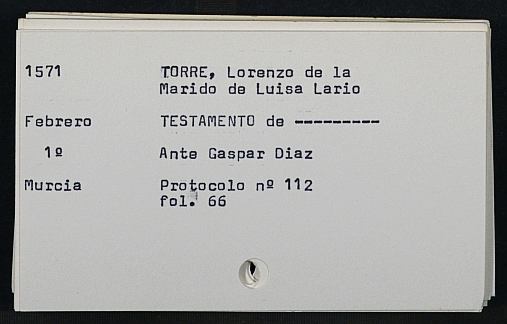 1571 TORRE, Lorenzo de la
Marido de Luisa Lario
Febrero TESTAMENTO de ---------
1º Ante Gaspar Diaz
Murcia Protocolo nº 112
fol. 66